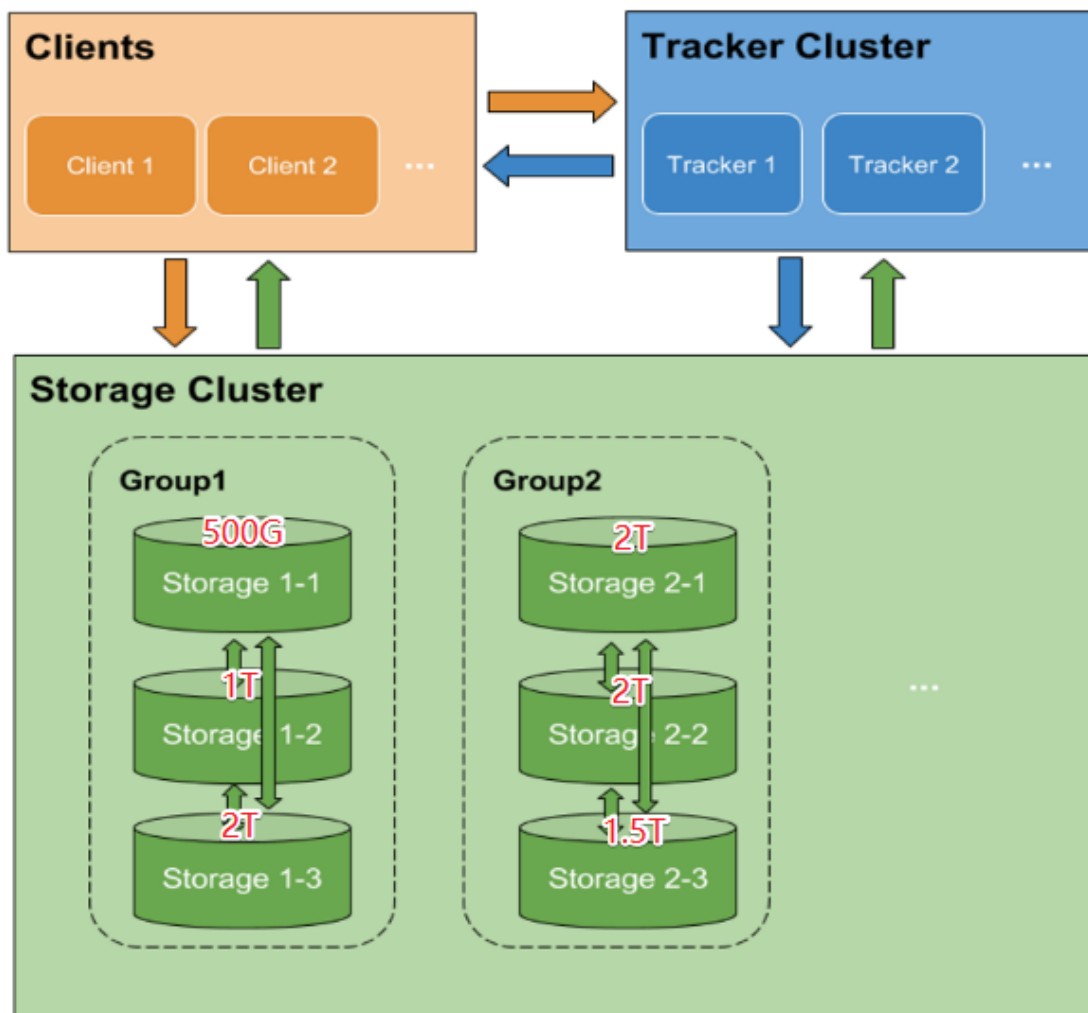 Clients
Tracker Cluster
Client 1
Client 2
...
Tracker 1
Tracker 2
...
Storage Cluster
Group1
Group2
500G
Storage 1-1
2T
Storage 2-1
1T
Storage 1-2
2T
Storage 2-2
...
2T
Storage 1-3
1.5T
Storage 2-3